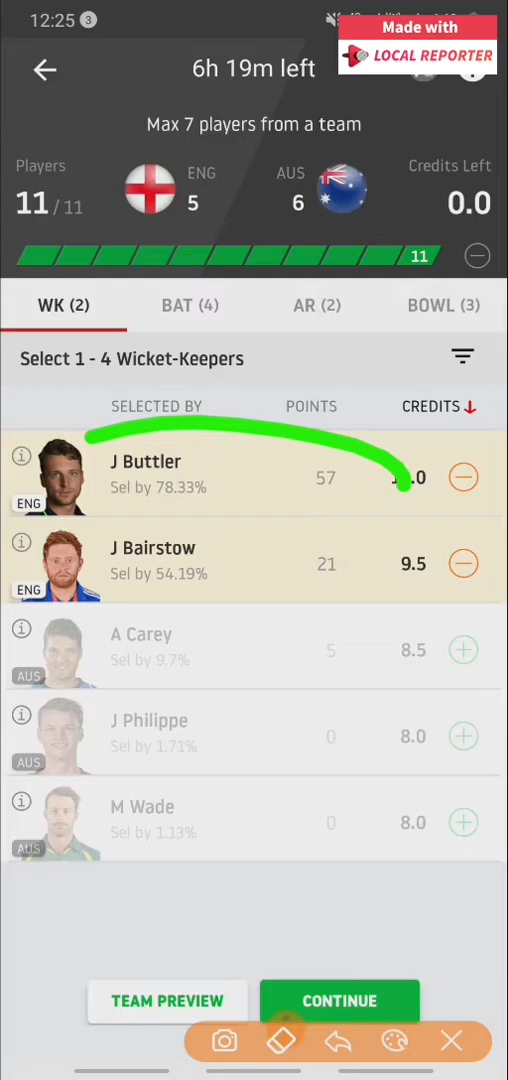 12:25 3
Made with
LOCAL REPORTER
6h 19m left
Max 7 players from a team
Players
ENG
AUS
Credits Left
11 / 11
5
6
0.0
11
WK (2)
BAT (4)
AR (2)
BOWL (3)
Select 1 - 4 Wicket-Keepers
SELECTED BY
POINTS
CREDITS
J Buttler
Sel by 78.33%
57
.0
ENG
J Bairstow
Sel by 54.19%
21
9.5
ENG
A Carey
Sel by 9.7%
5
8.5
AUS
J Philippe
Sel by 1.71%
0
8.0
AUS
M Wade
Sel by 1.13%
0
8.0
AUS
TEAM PREVIEW
CONTINUE